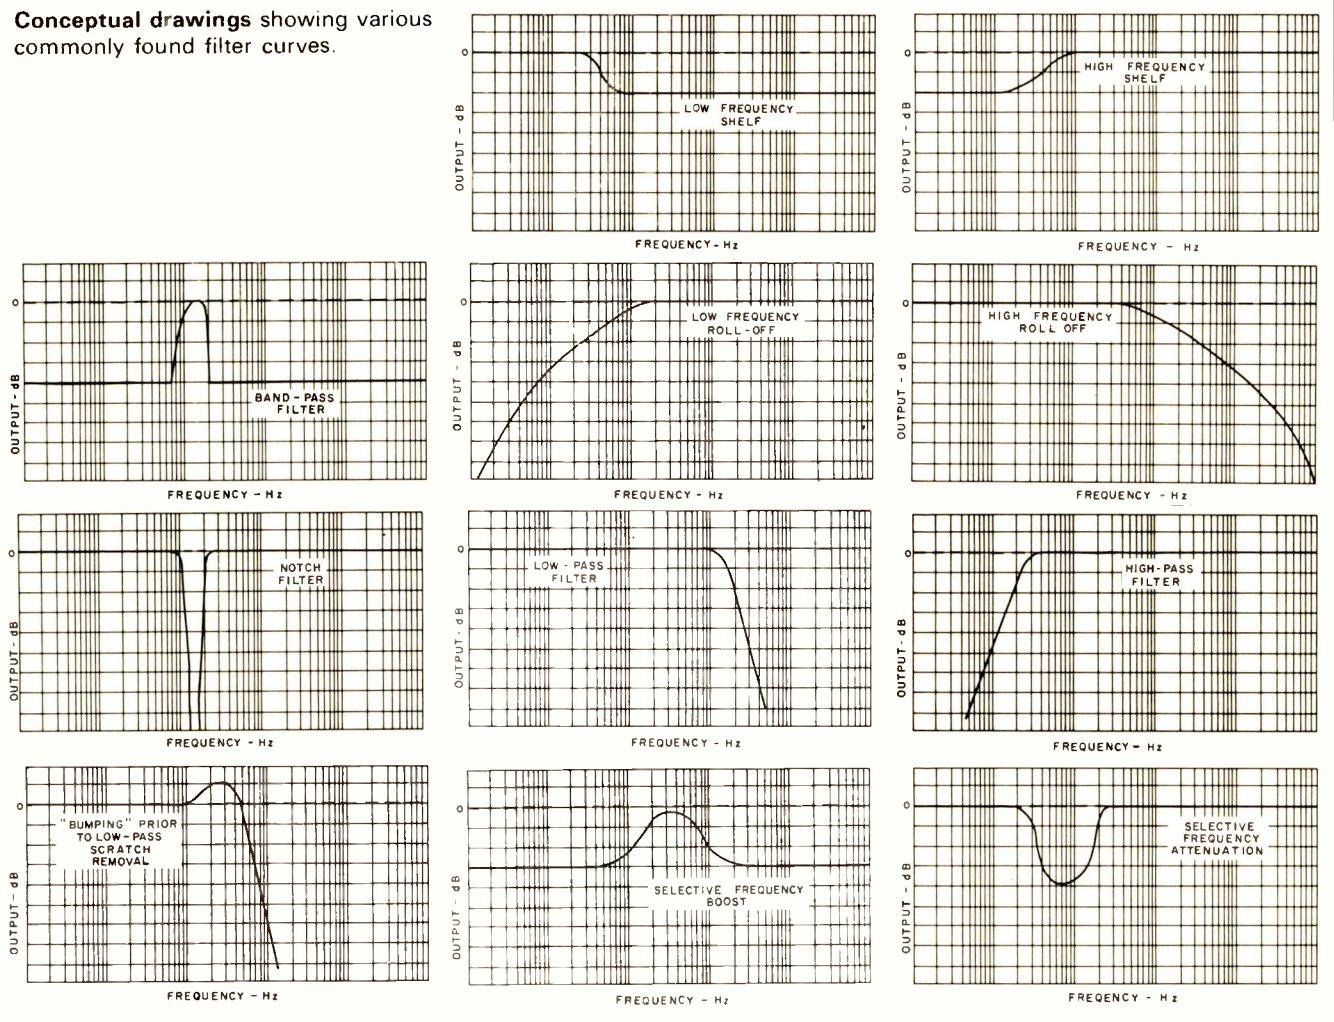 Conceptual drawings showing various
commonly found filter curves.
0
OUTPUT - dB
LOW FREQUENCY
SHELF
FREQUENCY - Hz
0
OUTPUT - dB
HIGH FREQUENCY
SHELF
FREQUENCY - Hz
0
OUTPUT - dB
BAND - PASS
FILTER
FREQUENCY - Hz
0
OUTPUT - dB
LOW FREQUENCY
ROLL - OFF
FREQUENCY - Hz
0
OUTPUT - dB
HIGH FREQUENCY
ROLL OFF
FREQUENCY - Hz
0
OUTPUT - dB
NOTCH
FILTER
FREQUENCY - Hz
0
OUTPUT - dB
LOW - PASS
FILTER
FREQUENCY - Hz
0
OUTPUT - dB
HIGH-PASS
FILTER
FREQUENCY - Hz
0
OUTPUT - dB
"BUMPING" PRIOR
TO LOW-PASS
SCRATCH
REMOVAL
FREQUENCY - Hz
0
OUTPUT - dB
SELECTIVE FREQUENCY
BOOST
FREQUENCY - Hz
0
OUTPUT - dB
SELECTIVE
FREQUENCY
ATTENUATION
FREQENCY - Hz